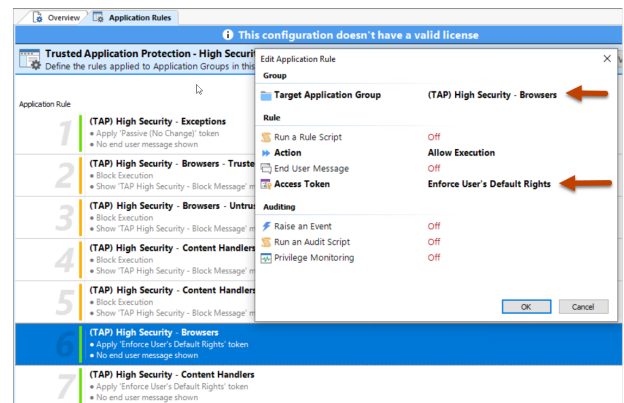 Overview
Application Rules
This configuration doesn't have a valid license
Trusted Application Protection - High Securi
Define the rules applied to Application Groups in this
Application Rule
1
(TAP) High Security - Exceptions
• Apply 'Passive (No Change)' token
• No end user message shown
2
(TAP) High Security - Browsers - Truste
• Block Execution
• Show 'TAP High Security - Block Message' m
3
(TAP) High Security - Browsers - Untrus
• Block Execution
• Show 'TAP High Security - Block Message' m
4
(TAP) High Security - Content Handlers
• Block Execution
• Show 'TAP High Security - Block Message' m
5
(TAP) High Security - Content Handlers
• Block Execution
• Show 'TAP High Security - Block Message' m
6
(TAP) High Security - Browsers
• Apply 'Enforce User's Default Rights' token
• No end user message shown
7
(TAP) High Security - Content Handlers
• Apply 'Enforce User's Default Rights' token
• No end user message shown
Edit Application Rule
Group
Target Application Group (TAP) High Security - Browsers
Rule
Run a Rule Script Off
Action Allow Execution
End User Message Off
Access Token Enforce User's Default Rights
Auditing
Raise an Event Off
Run an Audit Script Off
Privilege Monitoring Off
OK Cancel